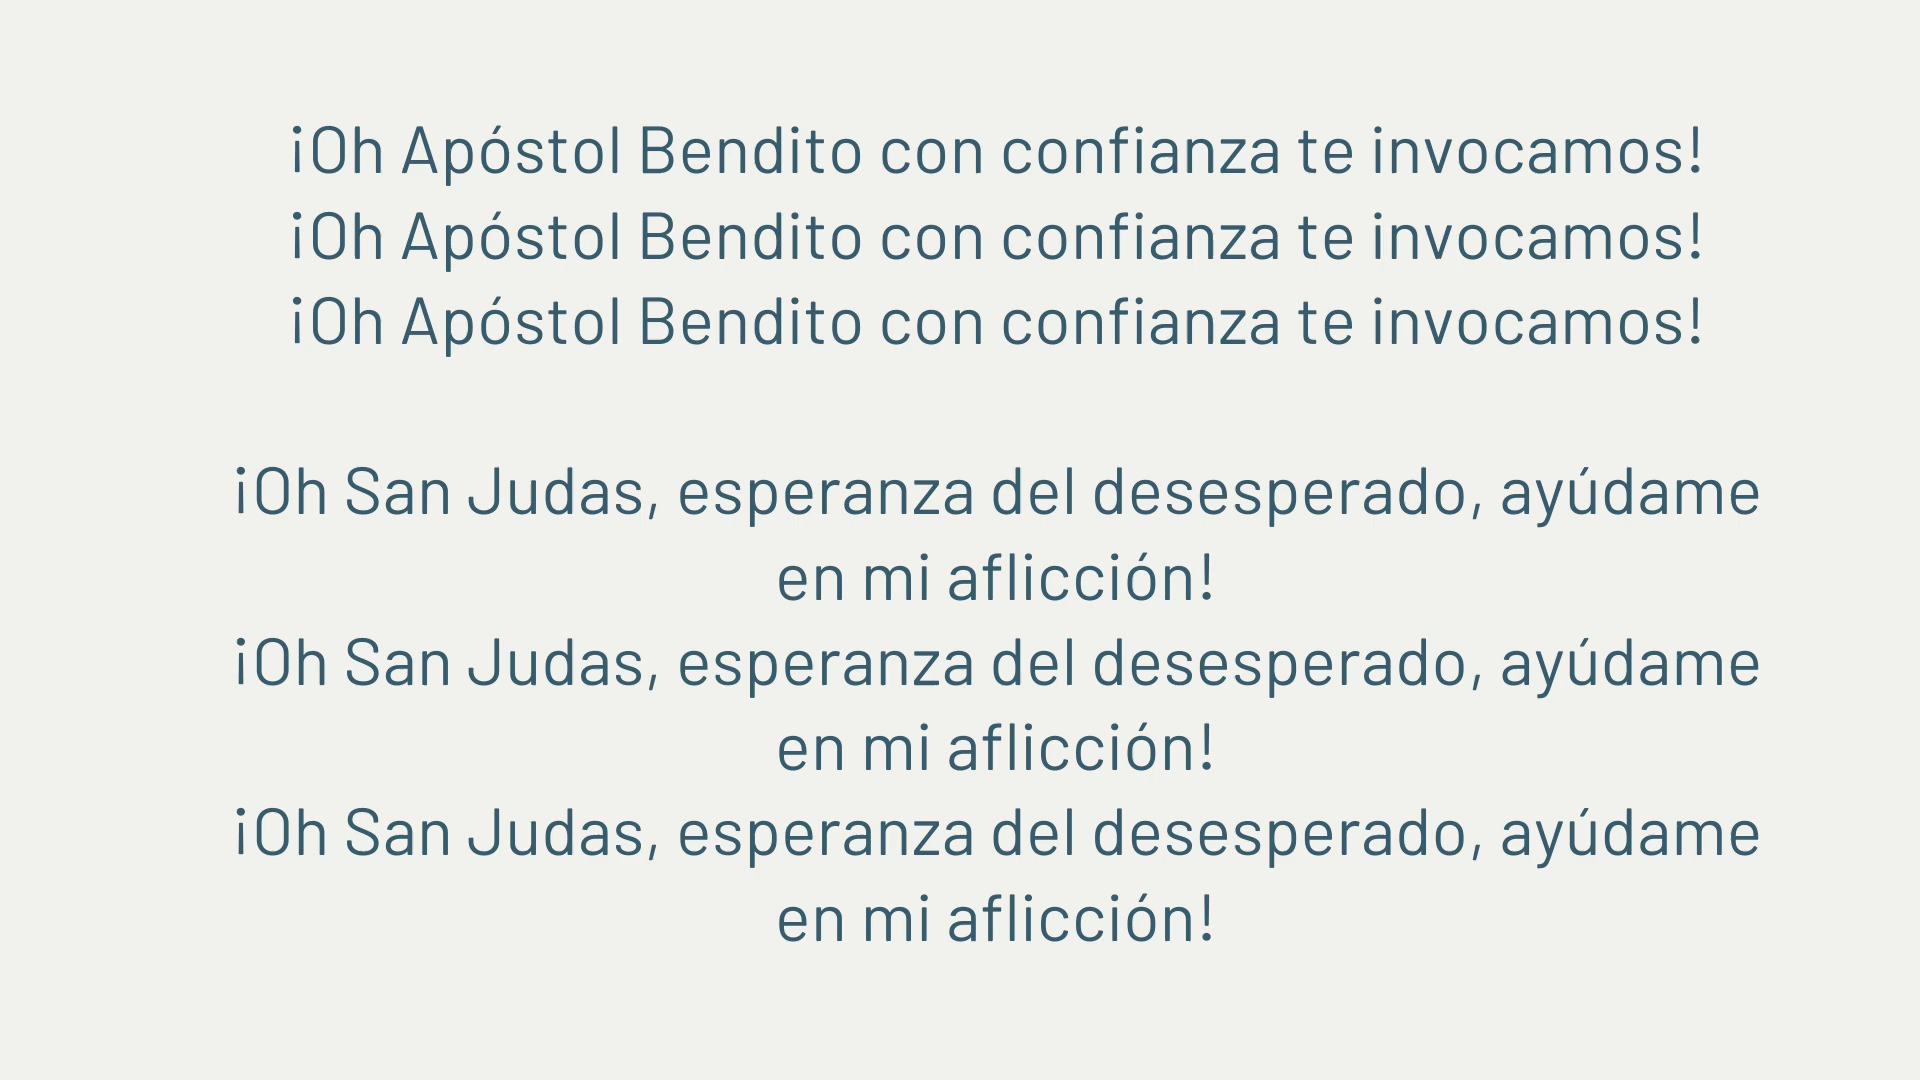 ¡Oh Apóstol Bendito con confianza te invocamos!
¡Oh Apóstol Bendito con confianza te invocamos!
¡Oh Apóstol Bendito con confianza te invocamos!
¡Oh San Judas, esperanza del desesperado, ayúdame
en mi aflicción!
¡Oh San Judas, esperanza del desesperado, ayúdame
en mi aflicción!
¡Oh San Judas, esperanza del desesperado, ayúdame
en mi aflicción!